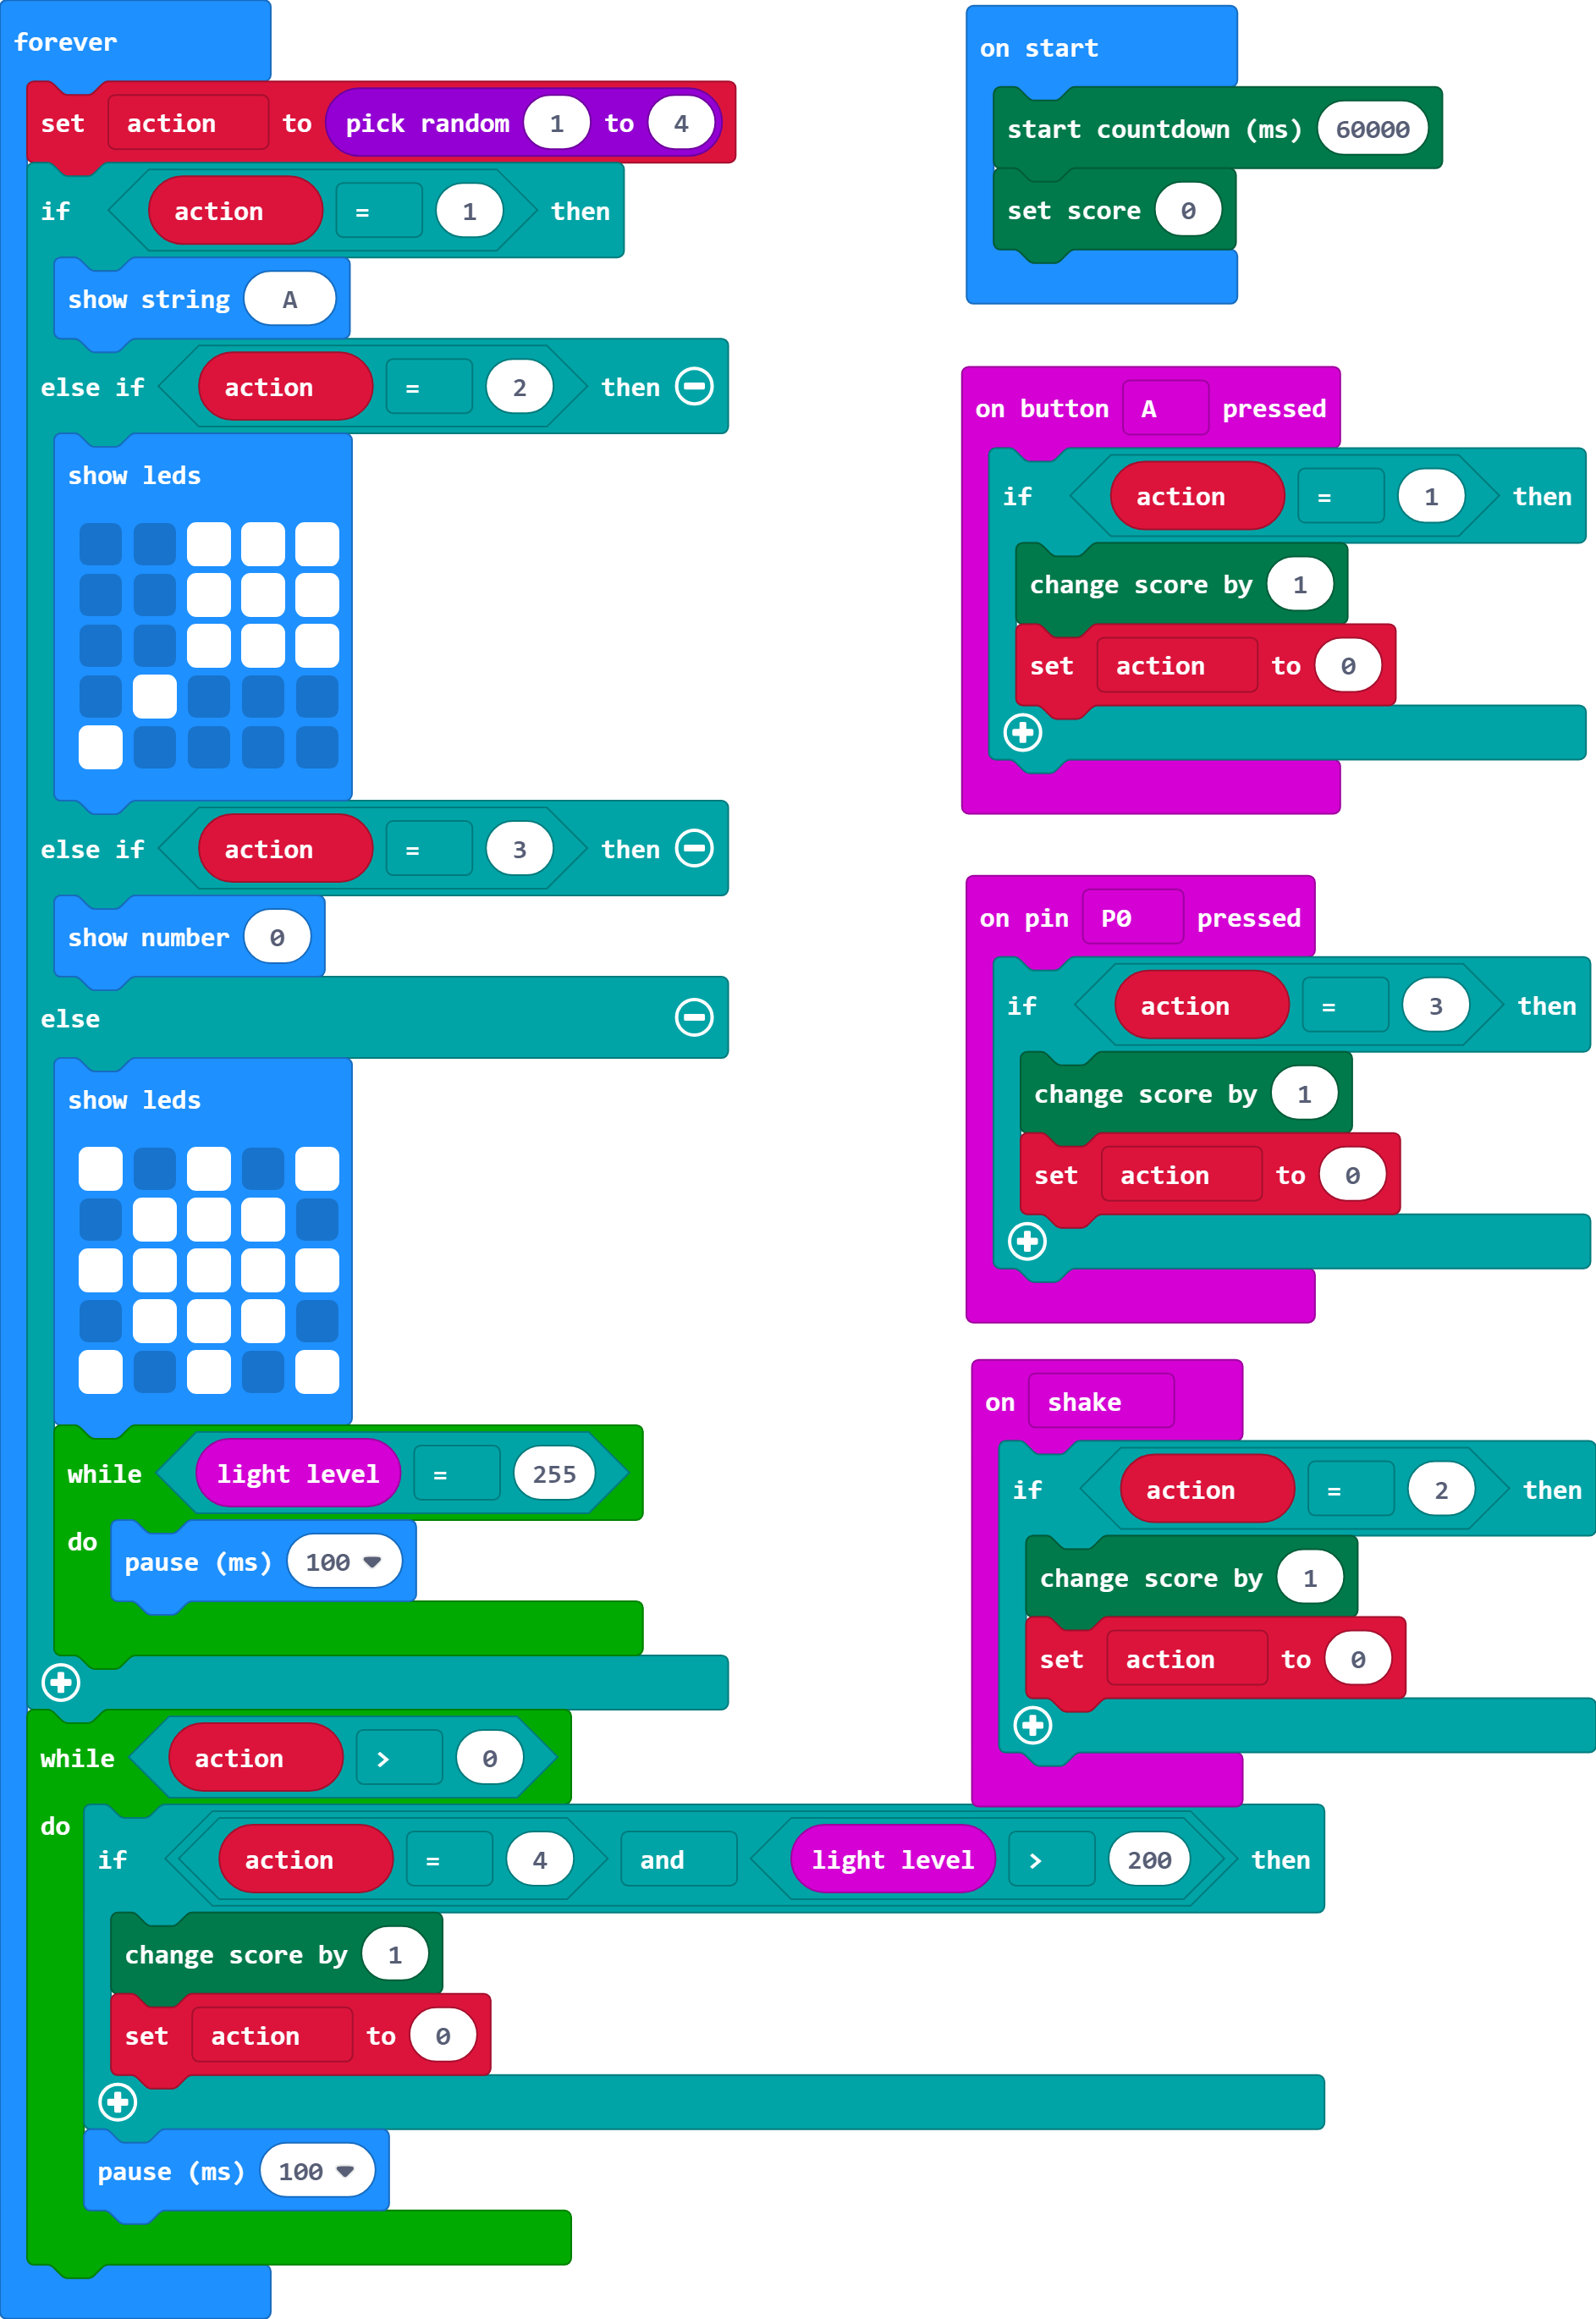 forever
set action to pick random 1 to 4
if action = 1 then
show string A
else if action = 2 then
show leds
else if action = 3 then
show number 0
else
show leds
while light level = 255
do pause (ms) 100
while action > 0
do
if action = 4 and light level > 200 then
change score by 1
set action to 0
pause (ms) 100
on start
start countdown (ms) 60000
set score 0
on button A pressed
if action = 1 then
change score by 1
set action to 0
on pin P0 pressed
if action = 3 then
change score by 1
set action to 0
on shake
if action = 2 then
change score by 1
set action to 0